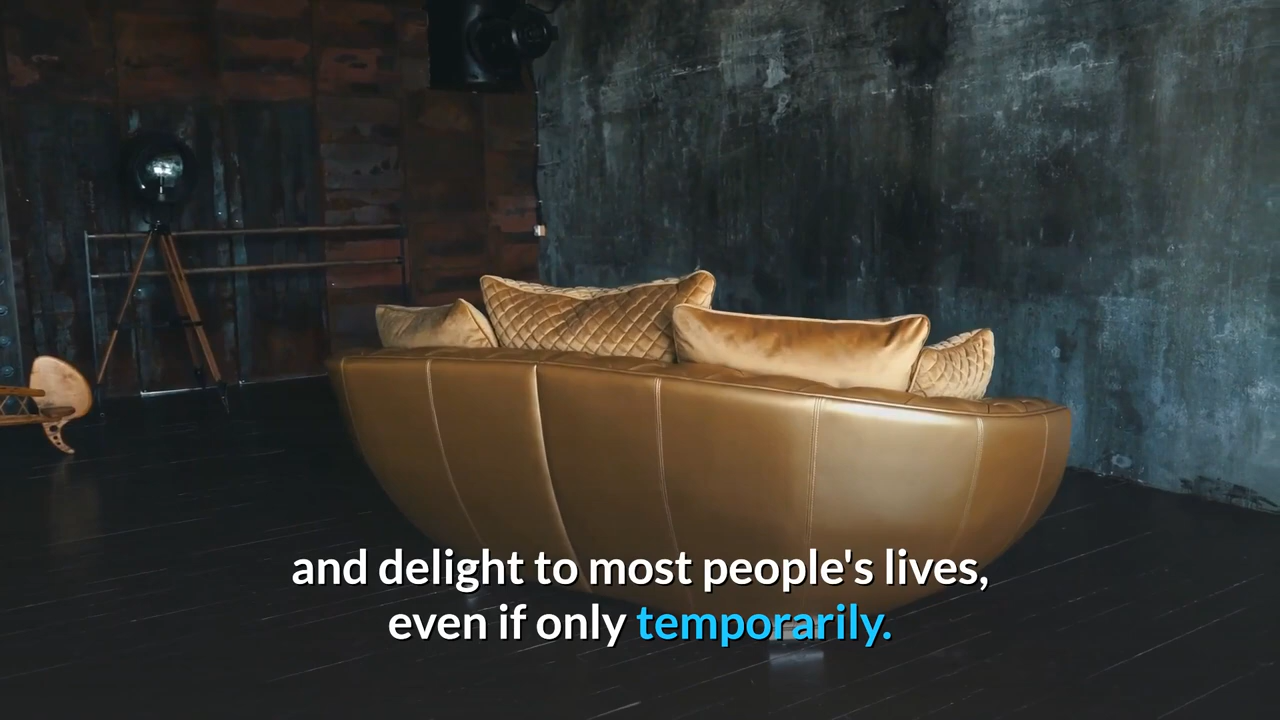 and delight to most people's lives,
even if only temporarily.